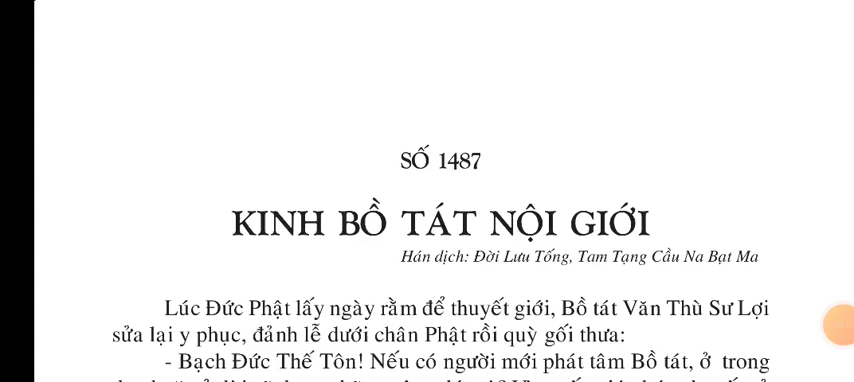 SỐ 1487
KINH BỒ TÁT NỘI GIỚI
Hán dịch: Đời Lưu Tống, Tam Tạng Cầu Na Bạt Ma
Lúc Đức Phật lấy ngày rằm để thuyết giới, Bồ tát Văn Thù Sư Lợi
sửa lại y phục, đảnh lễ dưới chân Phật rồi quỳ gối thưa:
- Bạch Đức Thế Tôn! Nếu có người mới phát tâm Bồ tát, ở trong